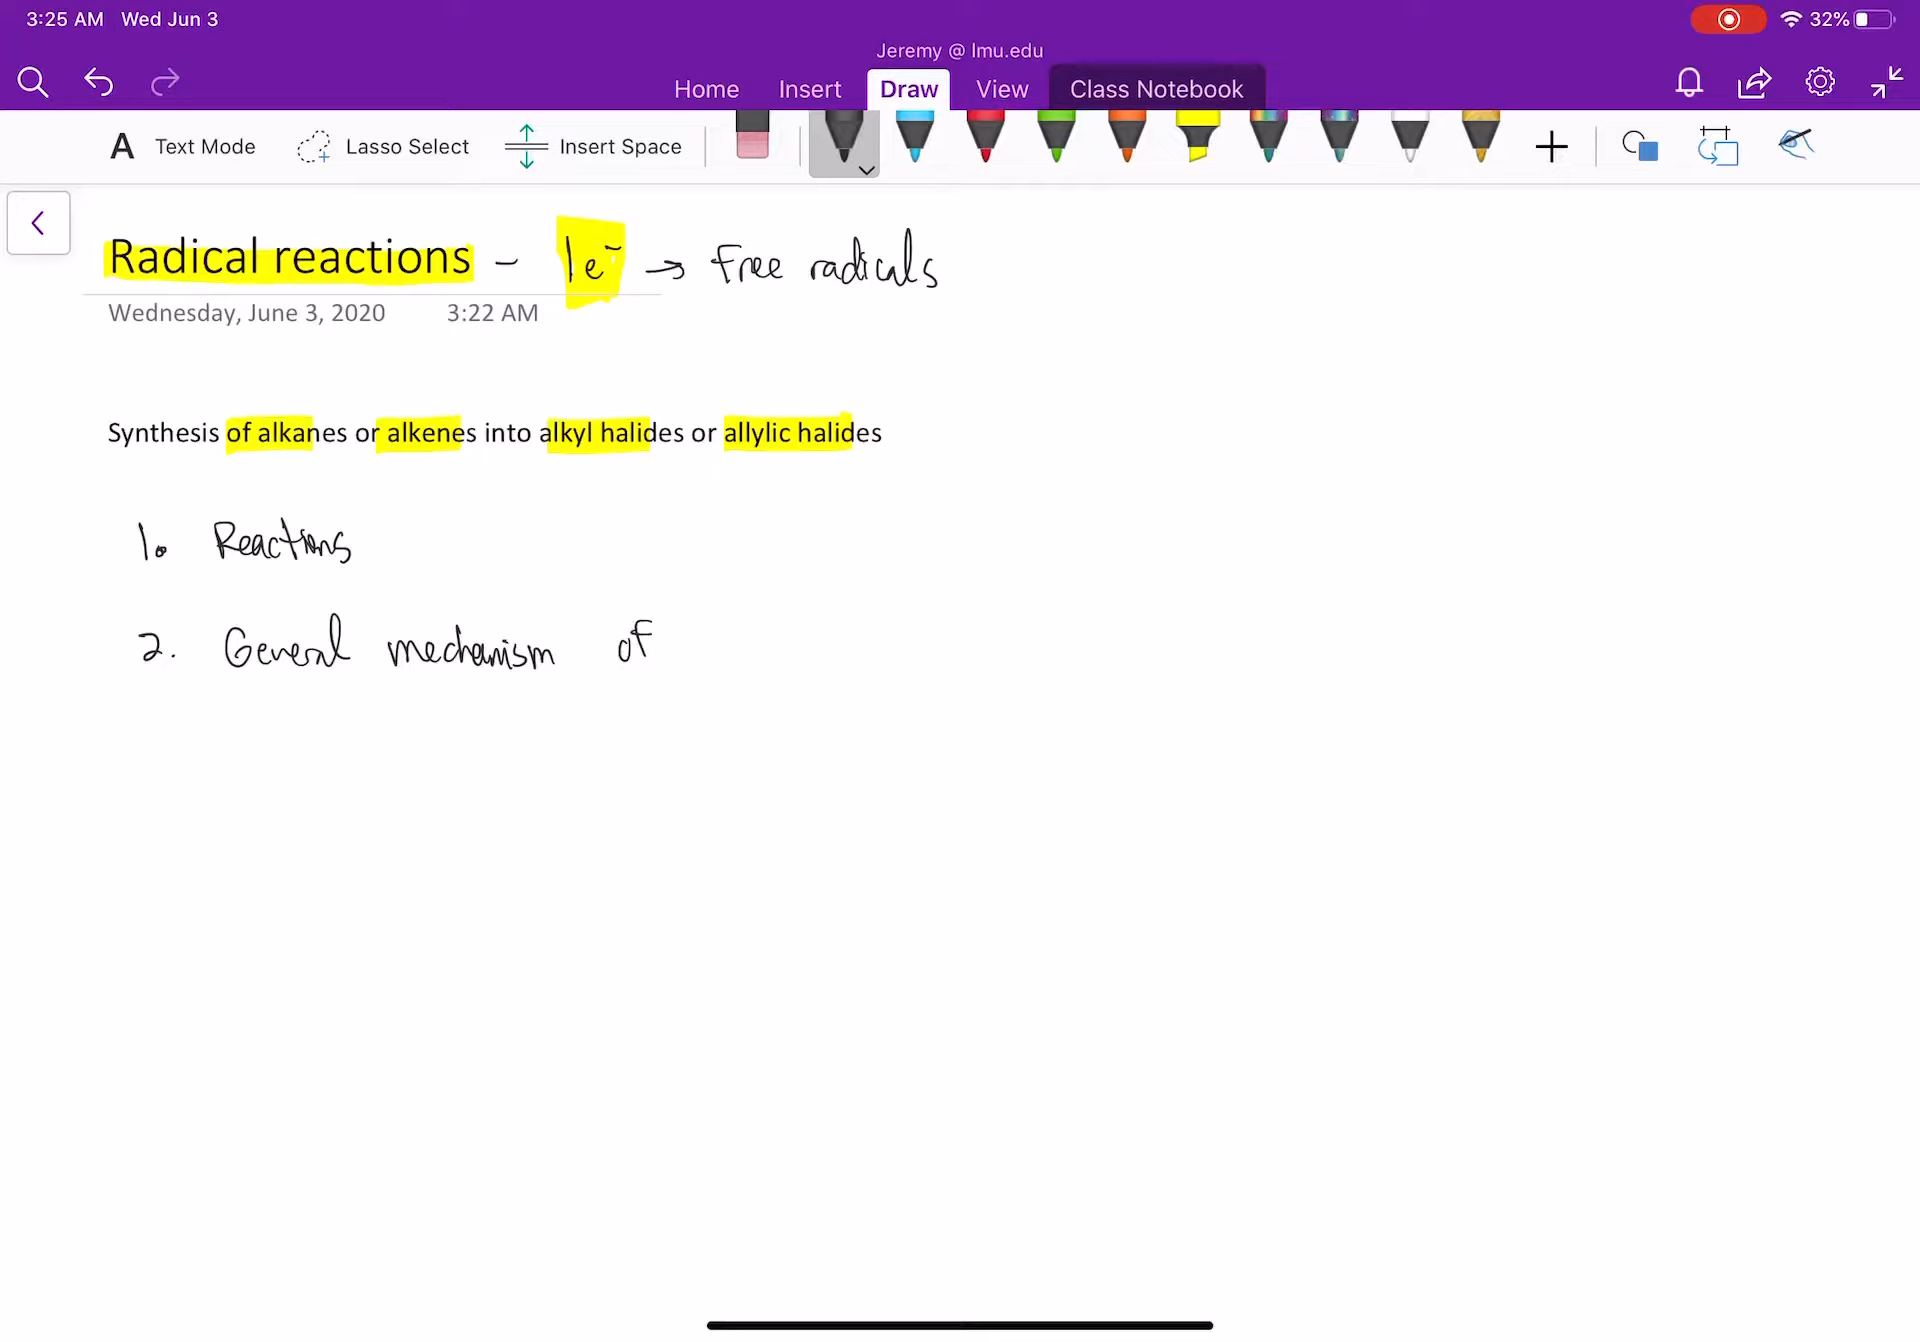 3:25 AM Wed Jun 3
32%
Jeremy @ lmu.edu
Home Insert Draw View Class Notebook
A Text Mode Lasso Select Insert Space
Radical reactions – 1e⁻ → Free radicals
Wednesday, June 3, 2020 3:22 AM
Synthesis of alkanes or alkenes into alkyl halides or allylic halides
1. Reactions
2. General mechanism of